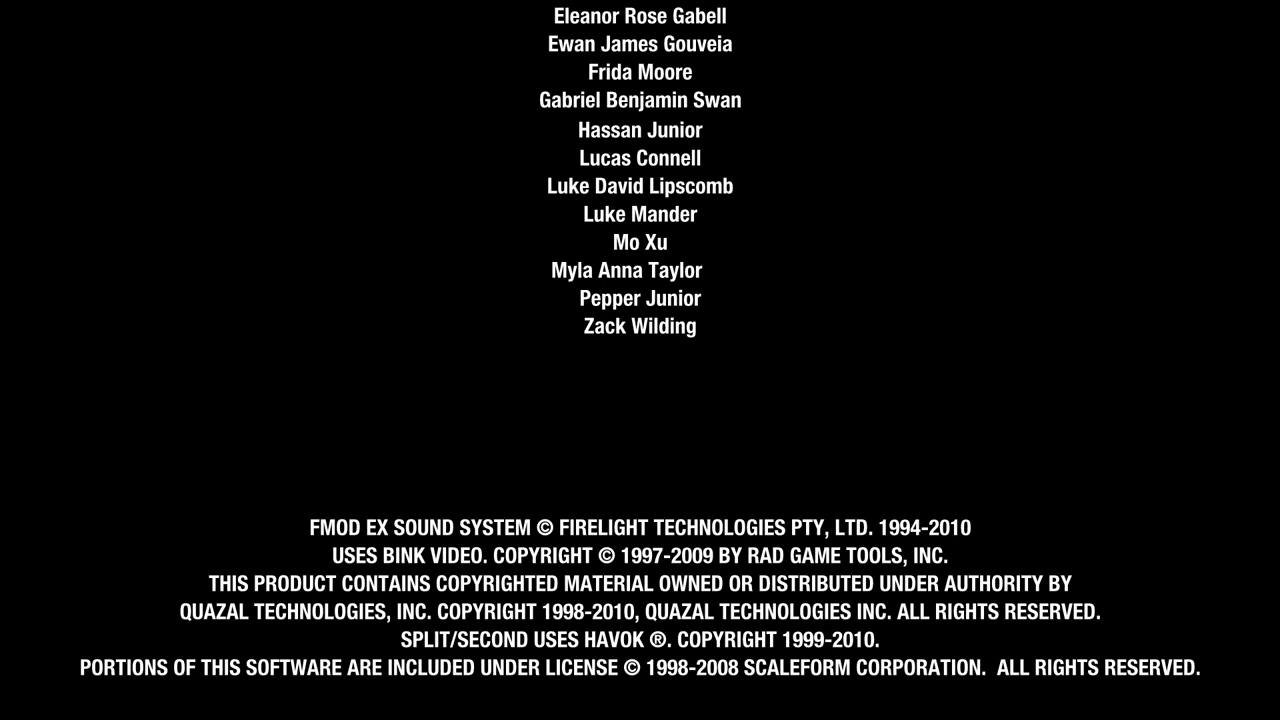 Eleanor Rose Gabell
Ewan James Gouveia
Frida Moore
Gabriel Benjamin Swan
Hassan Junior
Lucas Connell
Luke David Lipscomb
Luke Mander
Mo Xu
Myla Anna Taylor
Pepper Junior
Zack Wilding
FMOD EX SOUND SYSTEM © FIRELIGHT TECHNOLOGIES PTY, LTD. 1994-2010
USES BINK VIDEO. COPYRIGHT © 1997-2009 BY RAD GAME TOOLS, INC.
THIS PRODUCT CONTAINS COPYRIGHTED MATERIAL OWNED OR DISTRIBUTED UNDER AUTHORITY BY
QUAZAL TECHNOLOGIES, INC. COPYRIGHT 1998-2010, QUAZAL TECHNOLOGIES INC. ALL RIGHTS RESERVED.
SPLIT/SECOND USES HAVOK ®. COPYRIGHT 1999-2010.
PORTIONS OF THIS SOFTWARE ARE INCLUDED UNDER LICENSE © 1998-2008 SCALEFORM CORPORATION.  ALL RIGHTS RESERVED.